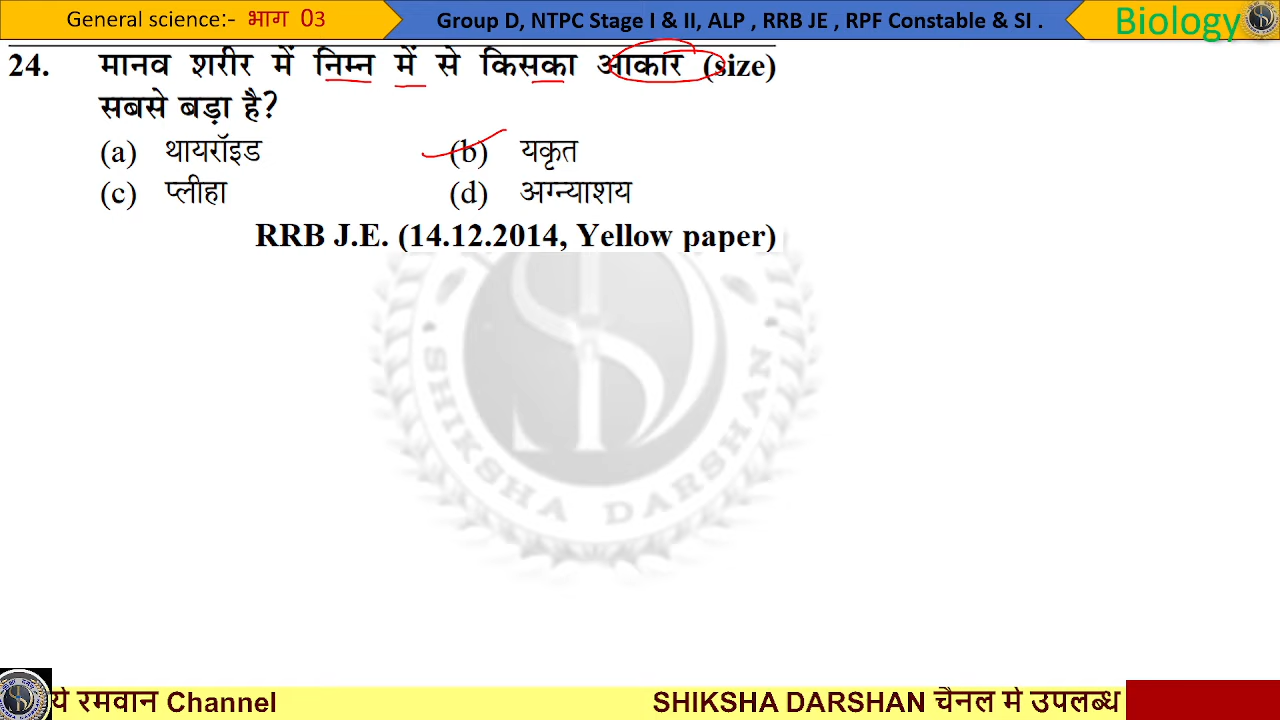 General science:- भाग 03
Group D, NTPC Stage I & II, ALP , RRB JE , RPF Constable & SI .
Biology
24. मानव शरीर में निम्न में से किसका आकार (size)
सबसे बड़ा है?
(a) थायरॉइड (b) यकृत
(c) प्लीहा (d) अग्न्याशय
RRB J.E. (14.12.2014, Yellow paper)
SHIKSHA DARSHAN
र्य रमवान Channel SHIKSHA DARSHAN चैनल मे उपलब्ध